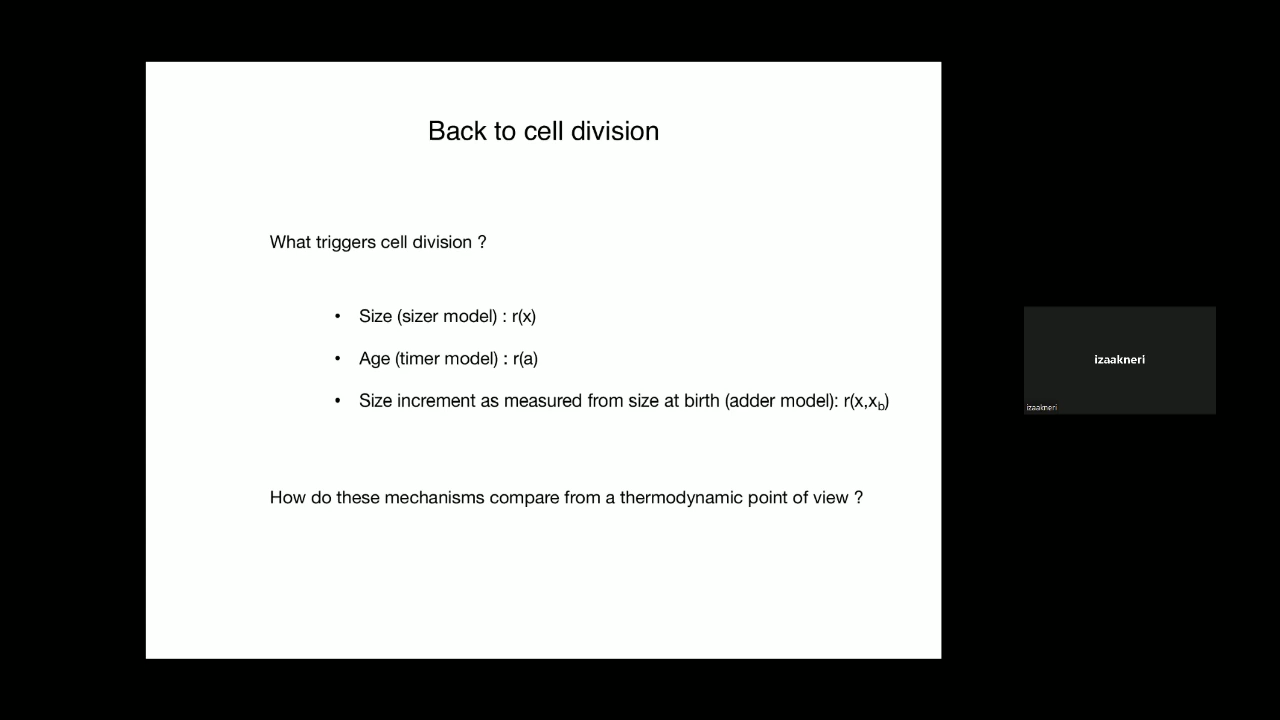 Back to cell division
What triggers cell division ?
• Size (sizer model) : r(x)
• Age (timer model) : r(a)
• Size increment as measured from size at birth (adder model): r(x,x_b)
How do these mechanisms compare from a thermodynamic point of view ?
izaakneri
izaakneri